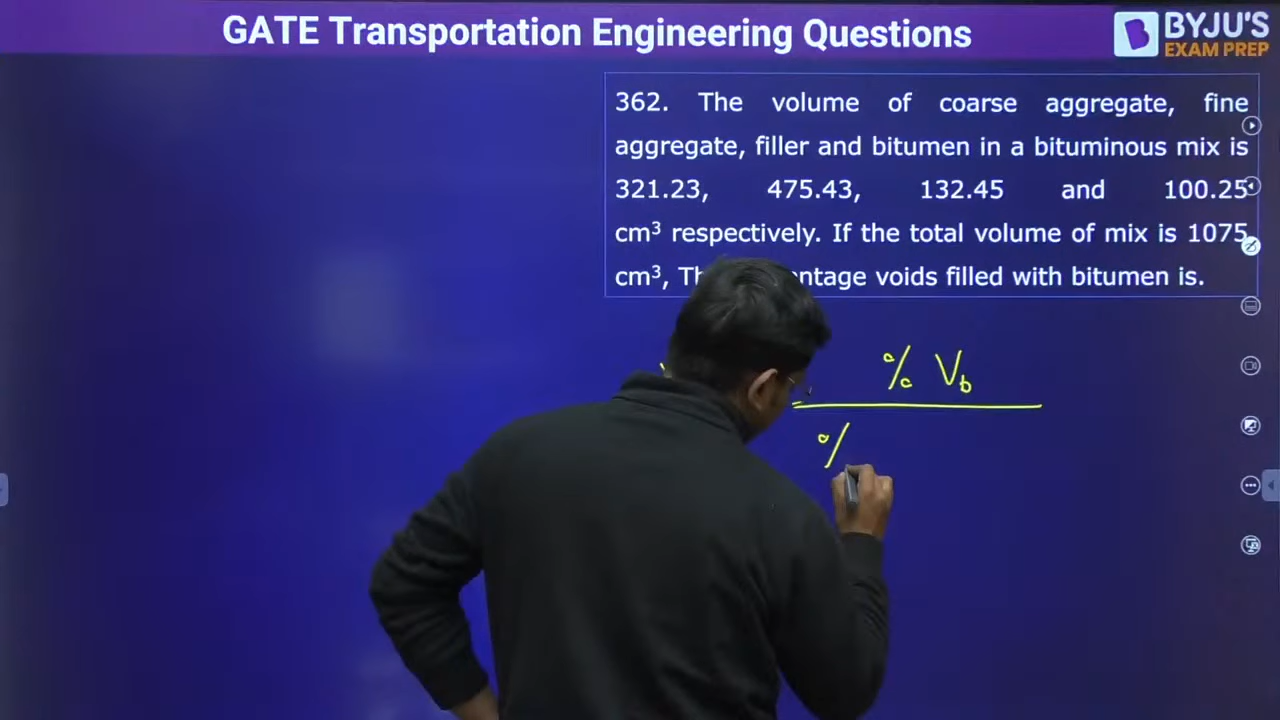 GATE Transportation Engineering Questions
BYJU'S
EXAM PREP
362. The volume of coarse aggregate, fine
aggregate, filler and bitumen in a bituminous mix is
321.23, 475.43, 132.45 and 100.25
cm³ respectively. If the total volume of mix is 1075
cm³, Th ntage voids filled with bitumen is.
% Vb
%